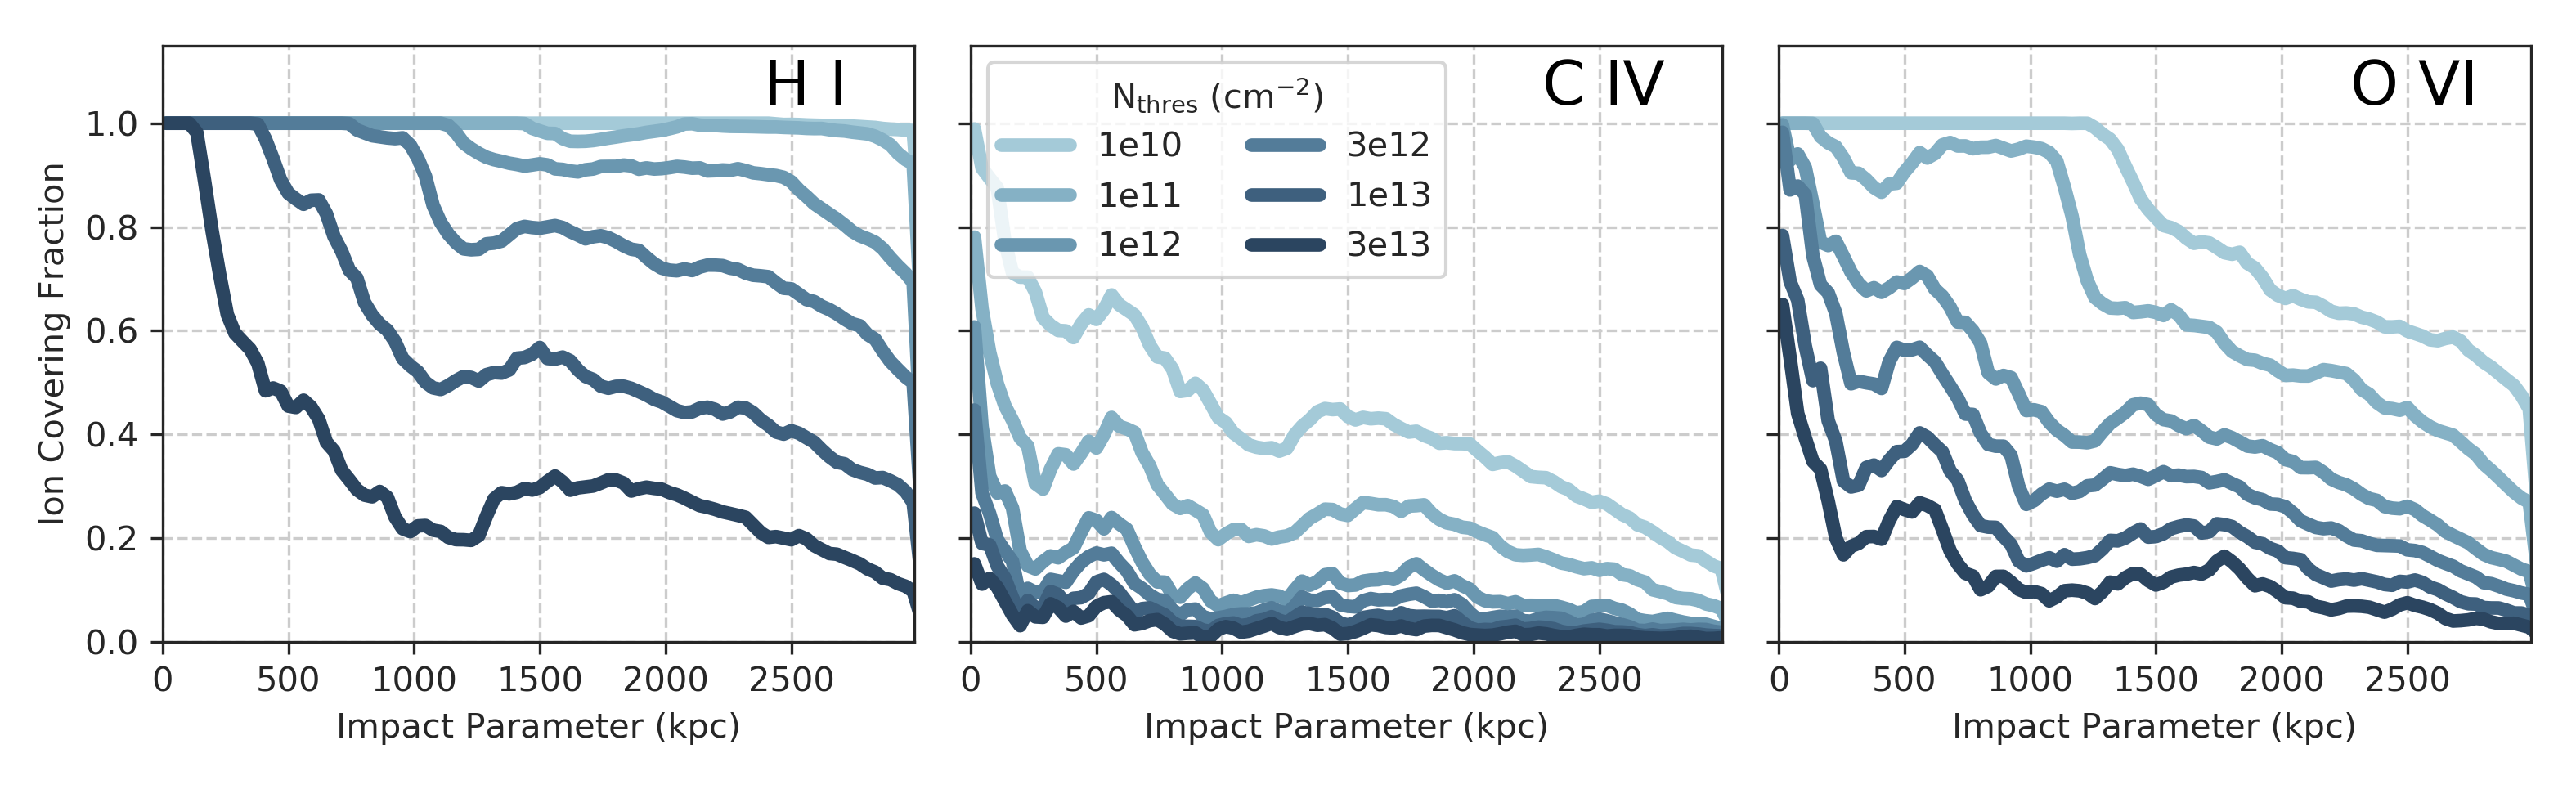 H I
C IV
O VI
N_thres (cm^−2)
1e10 3e12
1e11 1e13
1e12 3e13
Ion Covering Fraction
1.0
0.8
0.6
0.4
0.2
0.0
0 500 1000 1500 2000 2500
0 500 1000 1500 2000 2500
0 500 1000 1500 2000 2500
Impact Parameter (kpc)
Impact Parameter (kpc)
Impact Parameter (kpc)